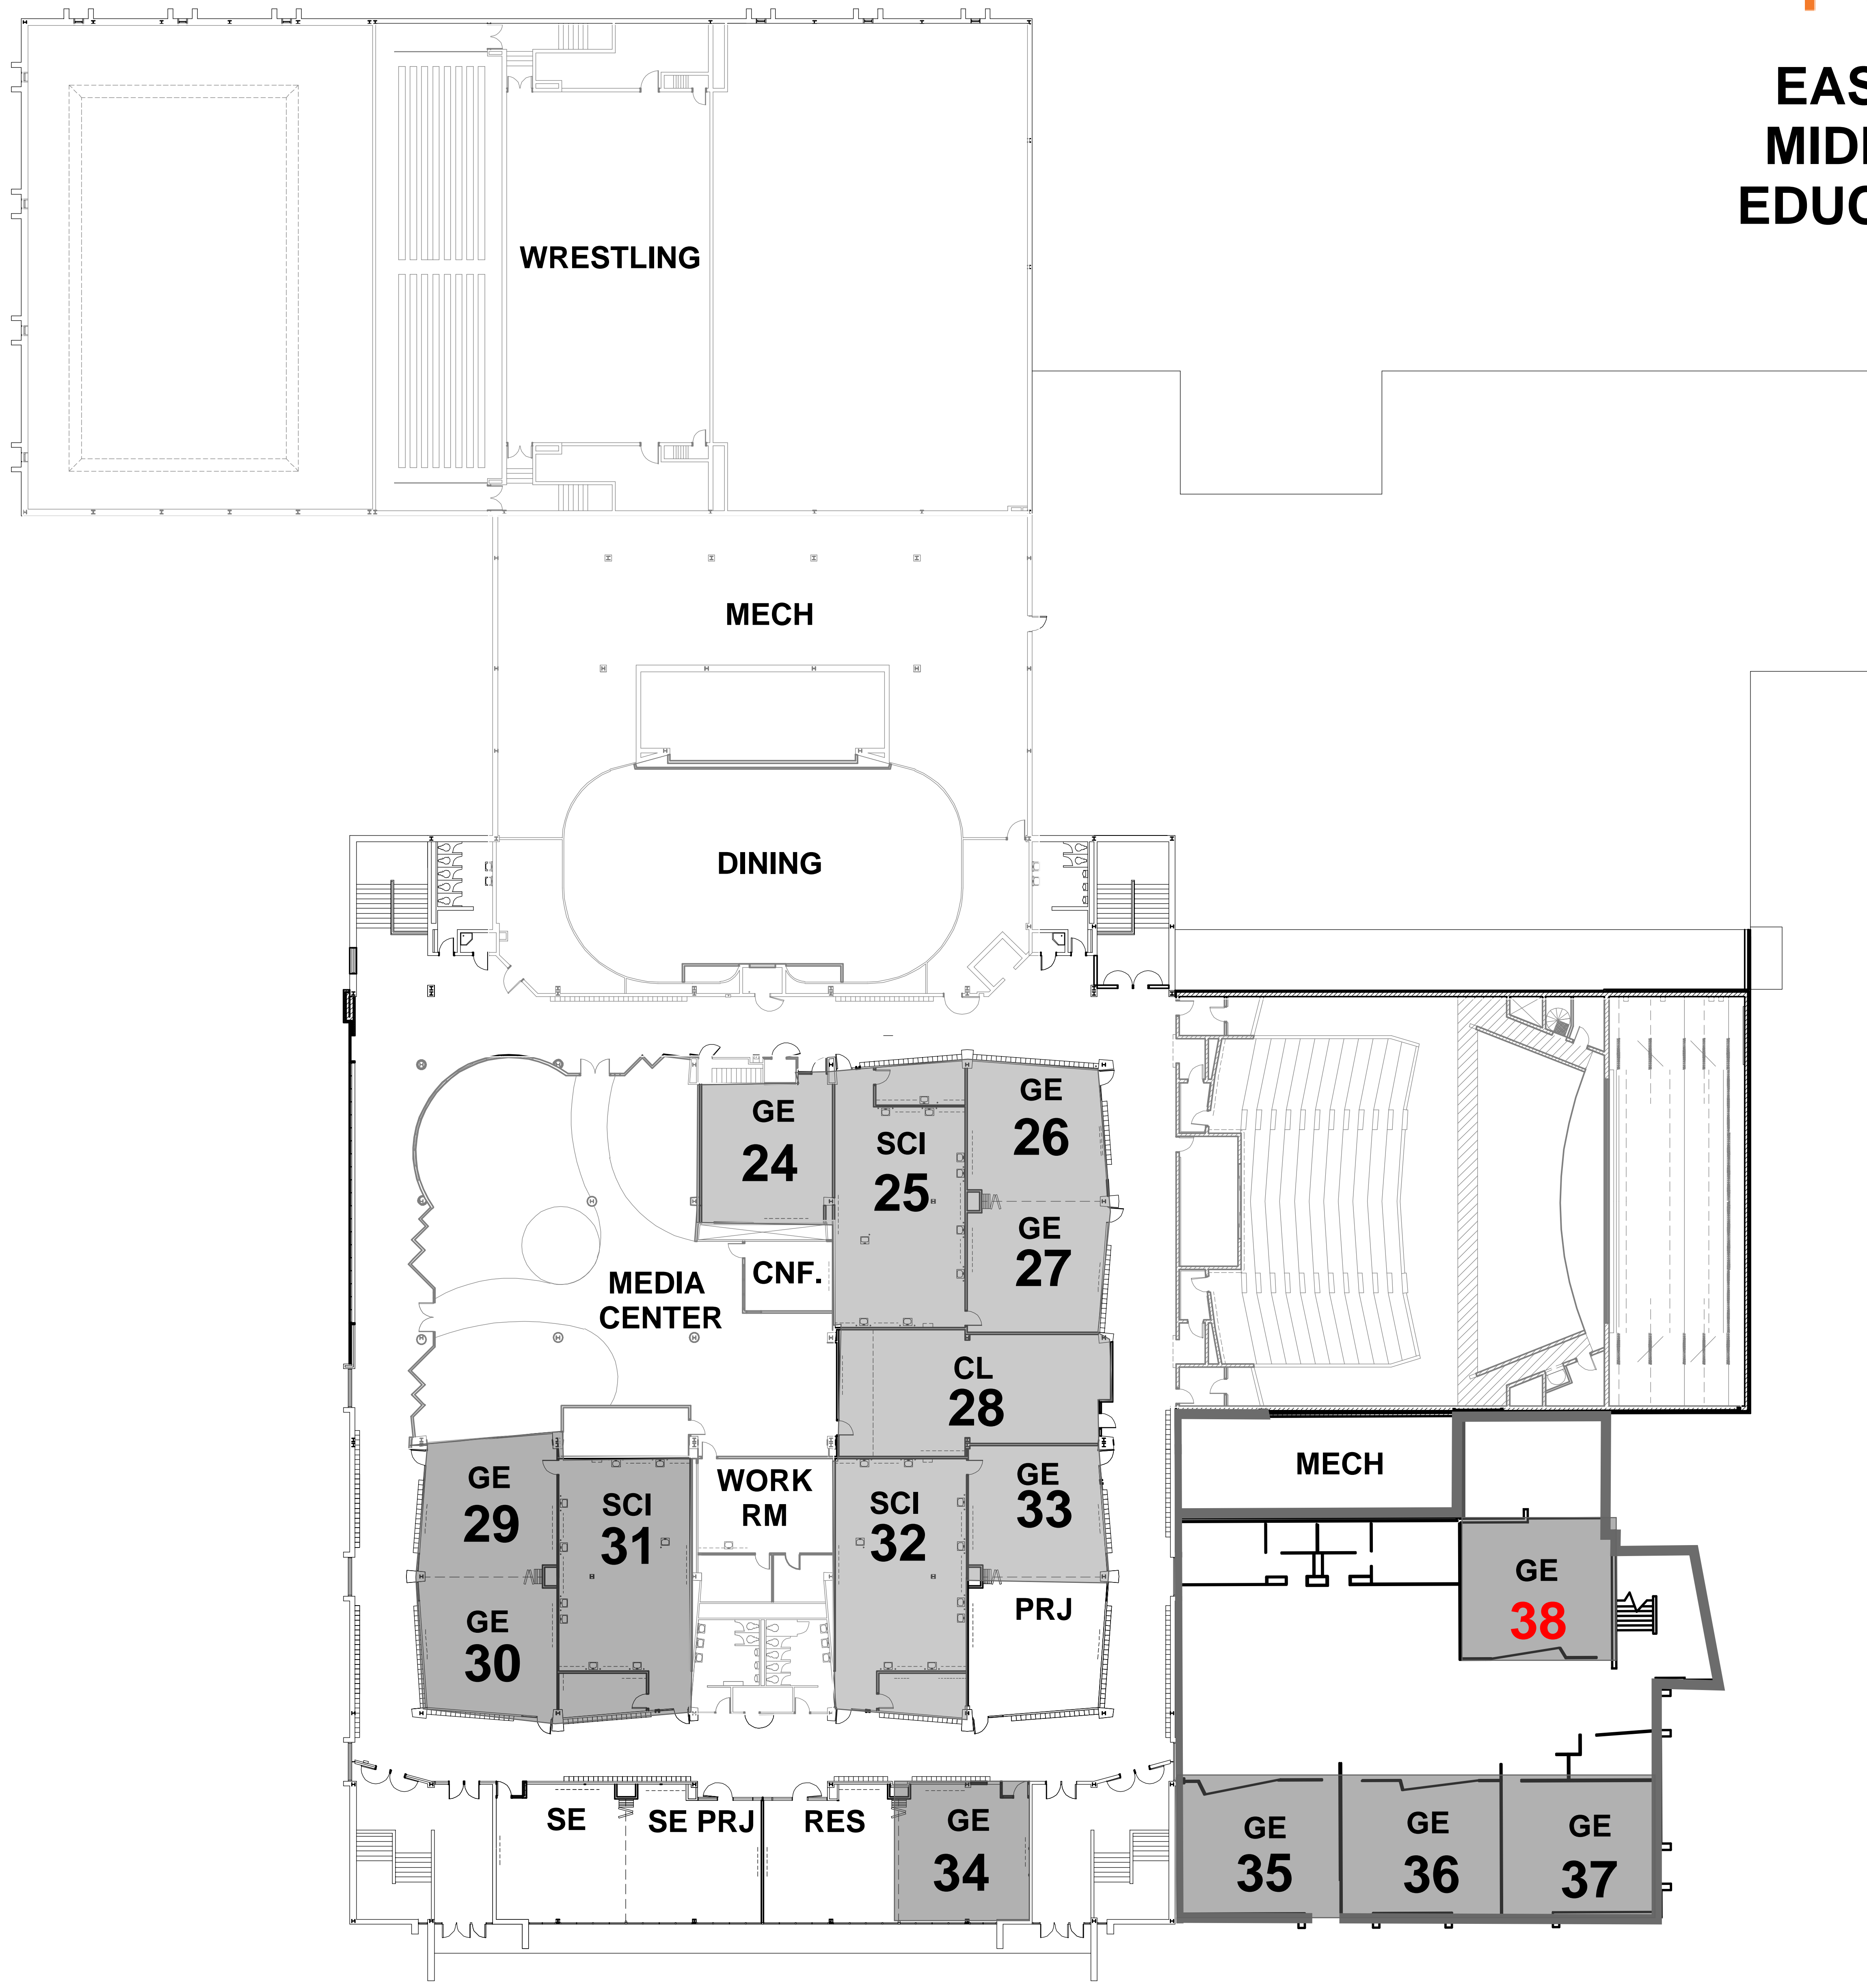 EAS
MIDD
EDUC
WRESTLING
MECH
DINING
GE
24
SCI
25
GE
26
GE
27
CNF.
MEDIA
CENTER
CL
28
GE
29
GE
30
SCI
31
WORK
RM
SCI
32
GE
33
PRJ
MECH
GE
38
SE
SE PRJ
RES
GE
34
GE
35
GE
36
GE
37